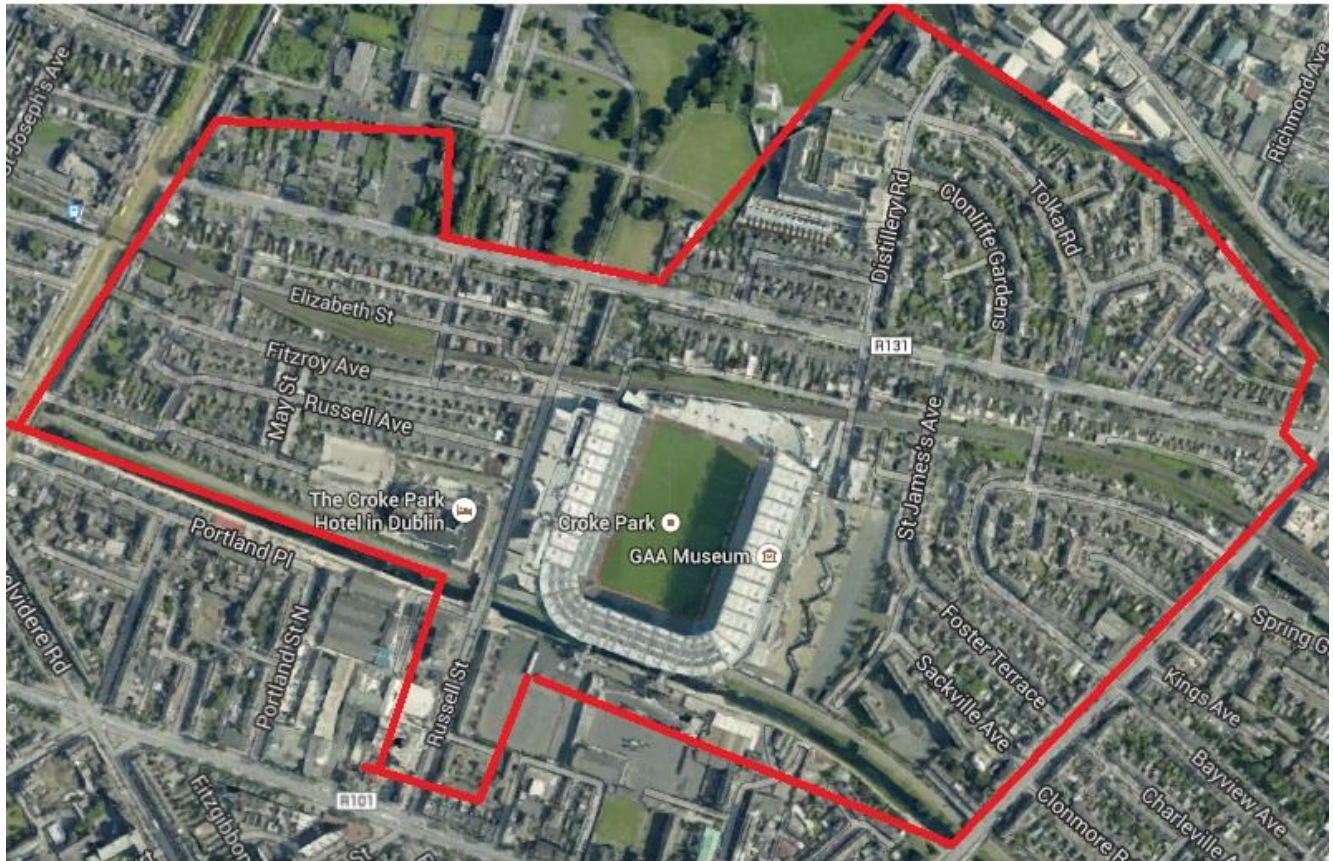 St Joseph's Ave
Richmond Ave
Tolka Rd
Clonliffe Gardens
Distillery Rd
Elizabeth St
R131
Fitzroy Ave
May St
Russell Ave
St James's Ave
The Croke Park
Hotel in Dublin
Croke Park
GAA Museum
Portland Pl
Portland St N
Russell St
Foster Terrace
Sackville Ave
Spring G
Kings Ave
Bayview Ave
Charleville
Clonmore R
elvidere Rd
R101
Fitzgibbon
St